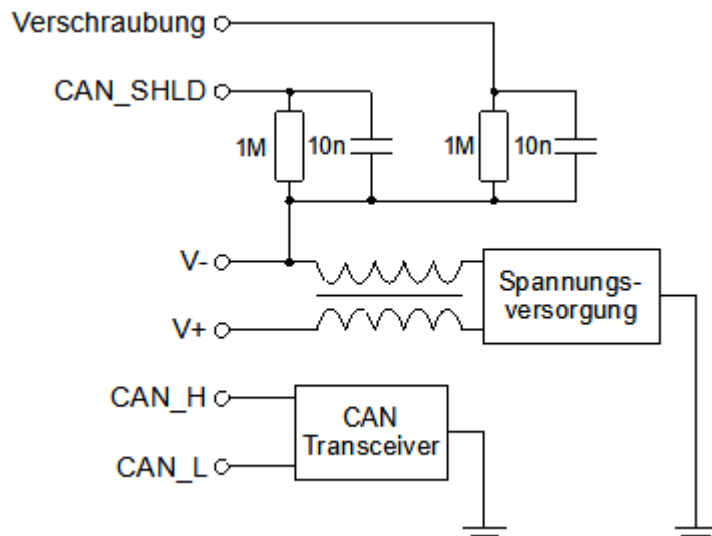 Verschraubung
CAN_SHLD
1M
10n
1M
10n
V-
Spannungs-
versorgung
V+
CAN_H
CAN
Transceiver
CAN_L